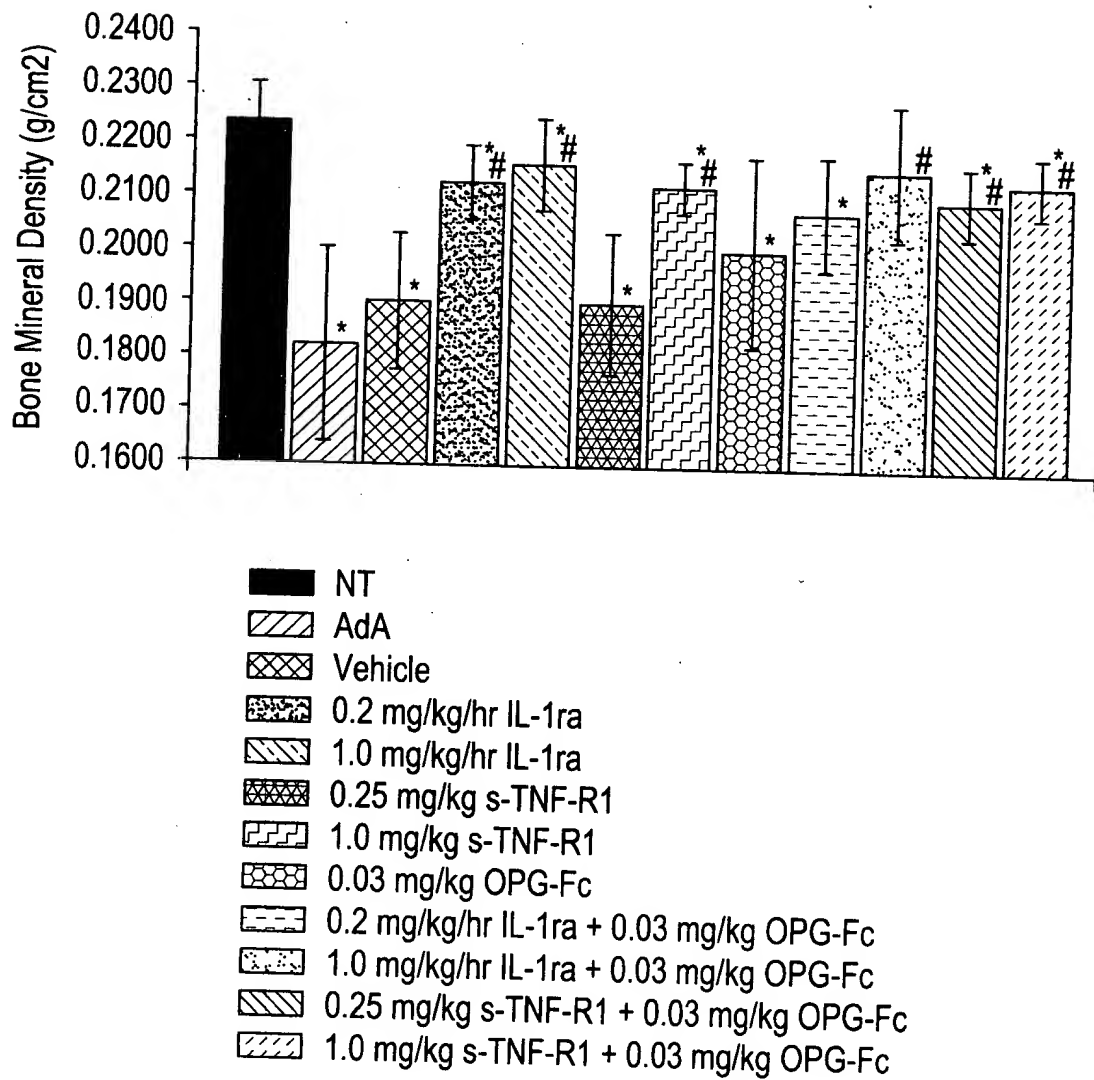 Bone Mineral Density (g/cm2)
0.2400
0.2300
0.2200
0.2100
0.2000
0.1900
0.1800
0.1700
0.1600
*
*
*
#
*
#
*
*
#
*
*
#
*
#
*
#
NT
AdA
Vehicle
0.2 mg/kg/hr IL-1ra
1.0 mg/kg/hr IL-1ra
0.25 mg/kg s-TNF-R1
1.0 mg/kg s-TNF-R1
0.03 mg/kg OPG-Fc
0.2 mg/kg/hr IL-1ra + 0.03 mg/kg OPG-Fc
1.0 mg/kg/hr IL-1ra + 0.03 mg/kg OPG-Fc
0.25 mg/kg s-TNF-R1 + 0.03 mg/kg OPG-Fc
1.0 mg/kg s-TNF-R1 + 0.03 mg/kg OPG-Fc